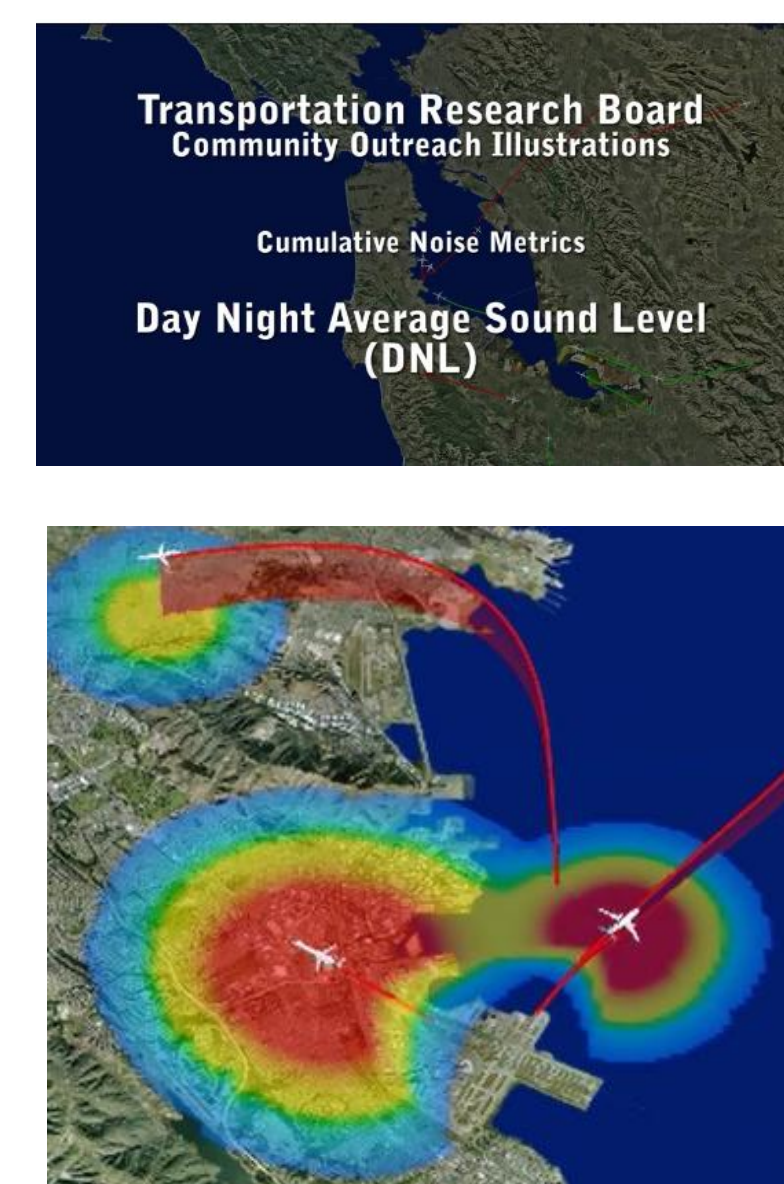 Transportation Research Board
Community Outreach Illustrations
Cumulative Noise Metrics
Day Night Average Sound Level
(DNL)